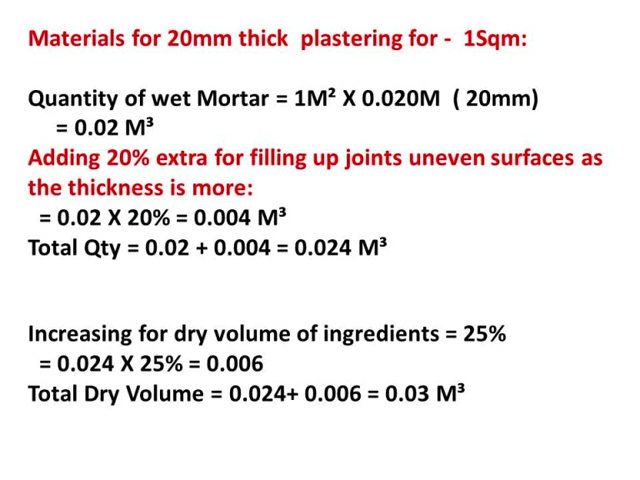 Materials for 20mm thick plastering for - 1Sqm:
Quantity of wet Mortar = 1M² X 0.020M ( 20mm)
= 0.02 M³
Adding 20% extra for filling up joints uneven surfaces as
the thickness is more:
= 0.02 X 20% = 0.004 M³
Total Qty = 0.02 + 0.004 = 0.024 M³
Increasing for dry volume of ingredients = 25%
= 0.024 X 25% = 0.006
Total Dry Volume = 0.024+ 0.006 = 0.03 M³